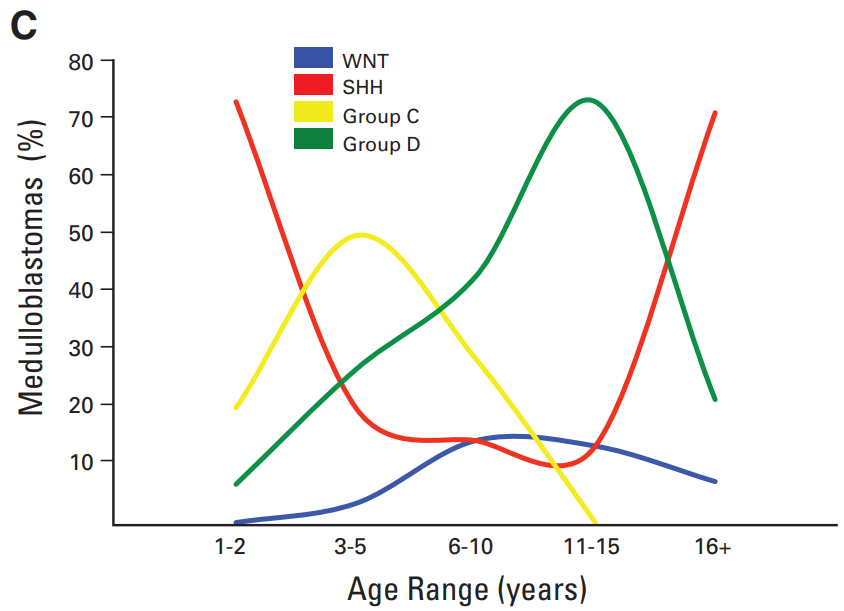 C
80
70
60
50
40
30
20
10
Medulloblastomas (%)
WNT
SHH
Group C
Group D
1-2 3-5 6-10 11-15 16+
Age Range (years)